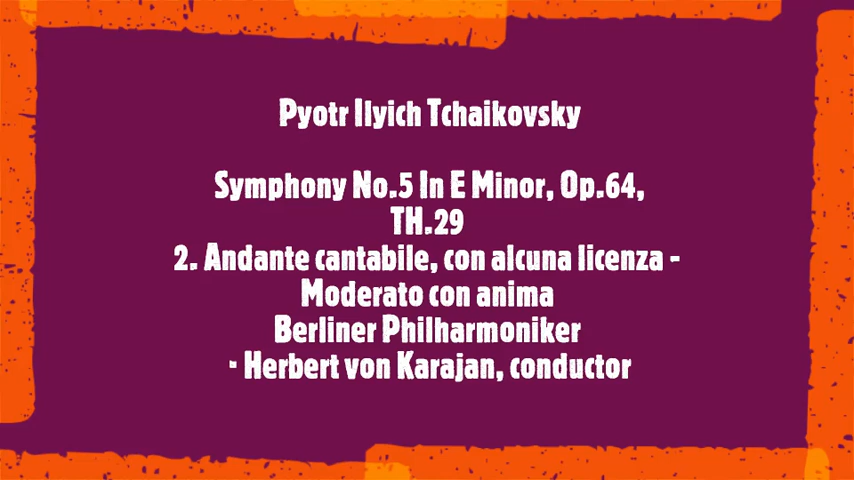 Pyotr Ilyich Tchaikovsky
Symphony No.5 In E Minor, Op.64,
TH.29
2. Andante cantabile, con alcuna licenza -
Moderato con anima
Berliner Philharmoniker
· Herbert von Karajan, conductor